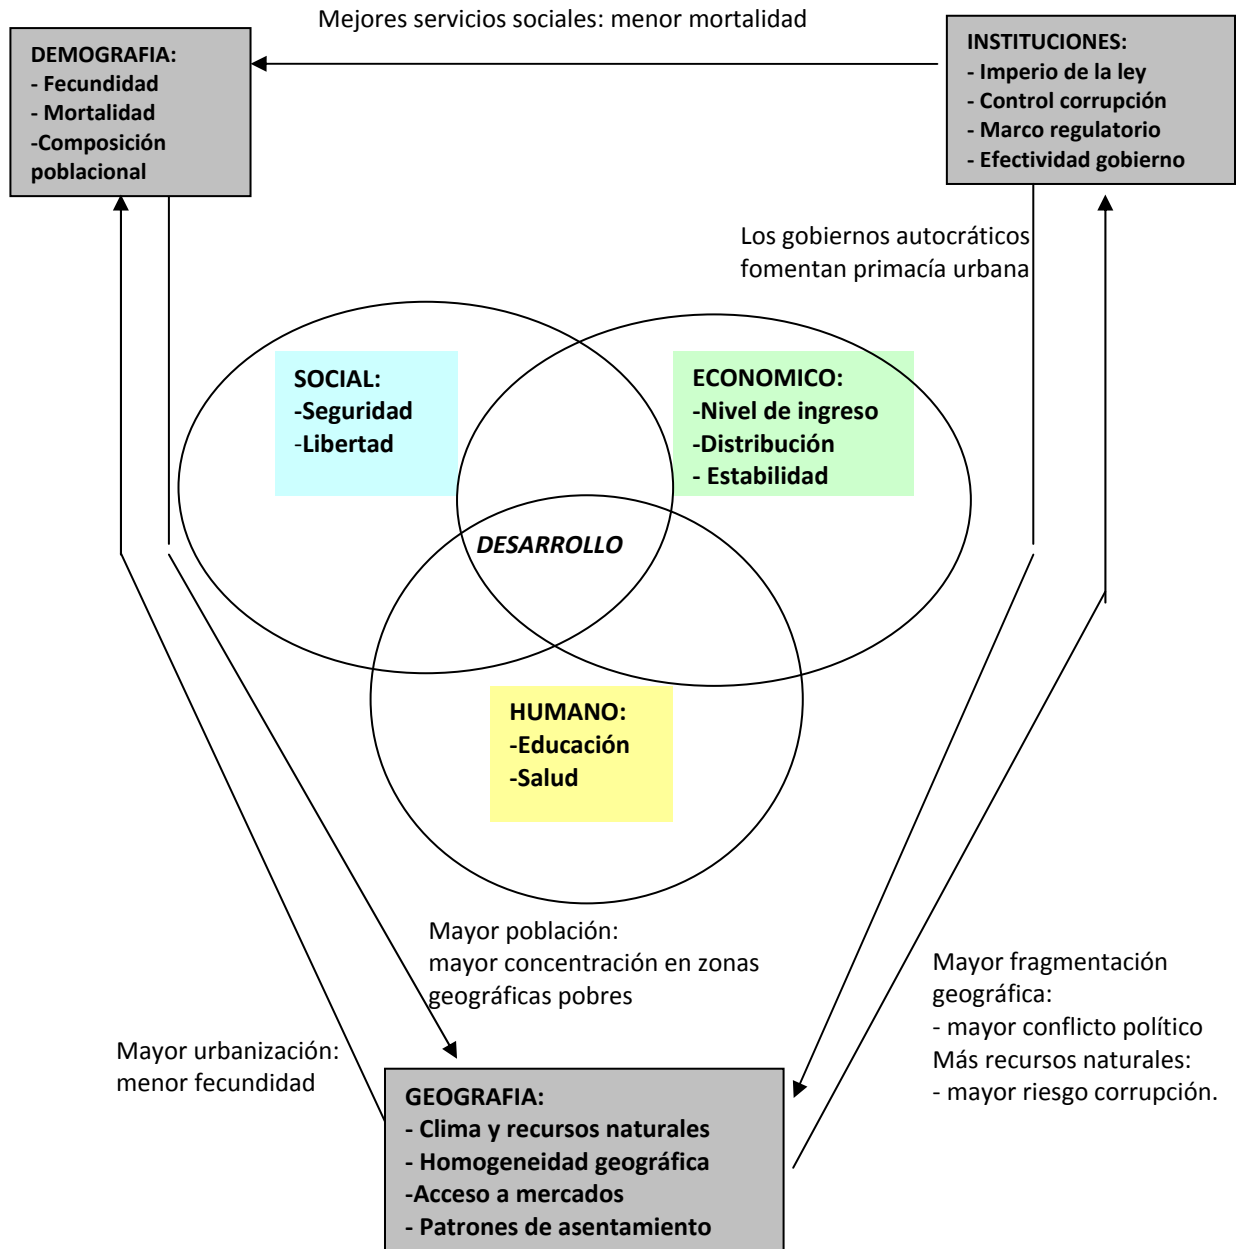 Mejores servicios sociales: menor mortalidad
DEMOGRAFIA:
- Fecundidad
- Mortalidad
-Composición
poblacional
INSTITUCIONES:
- Imperio de la ley
- Control corrupción
- Marco regulatorio
- Efectividad gobierno
Los gobiernos autocráticos
fomentan primacía urbana
SOCIAL:
-Seguridad
-Libertad
ECONOMICO:
-Nivel de ingreso
-Distribución
- Estabilidad
DESARROLLO
HUMANO:
-Educación
-Salud
Mayor población:
mayor concentración en zonas
geográficas pobres
Mayor fragmentación
geográfica:
- mayor conflicto político
Más recursos naturales:
- mayor riesgo corrupción.
Mayor urbanización:
menor fecundidad
GEOGRAFIA:
- Clima y recursos naturales
- Homogeneidad geográfica
-Acceso a mercados
- Patrones de asentamiento